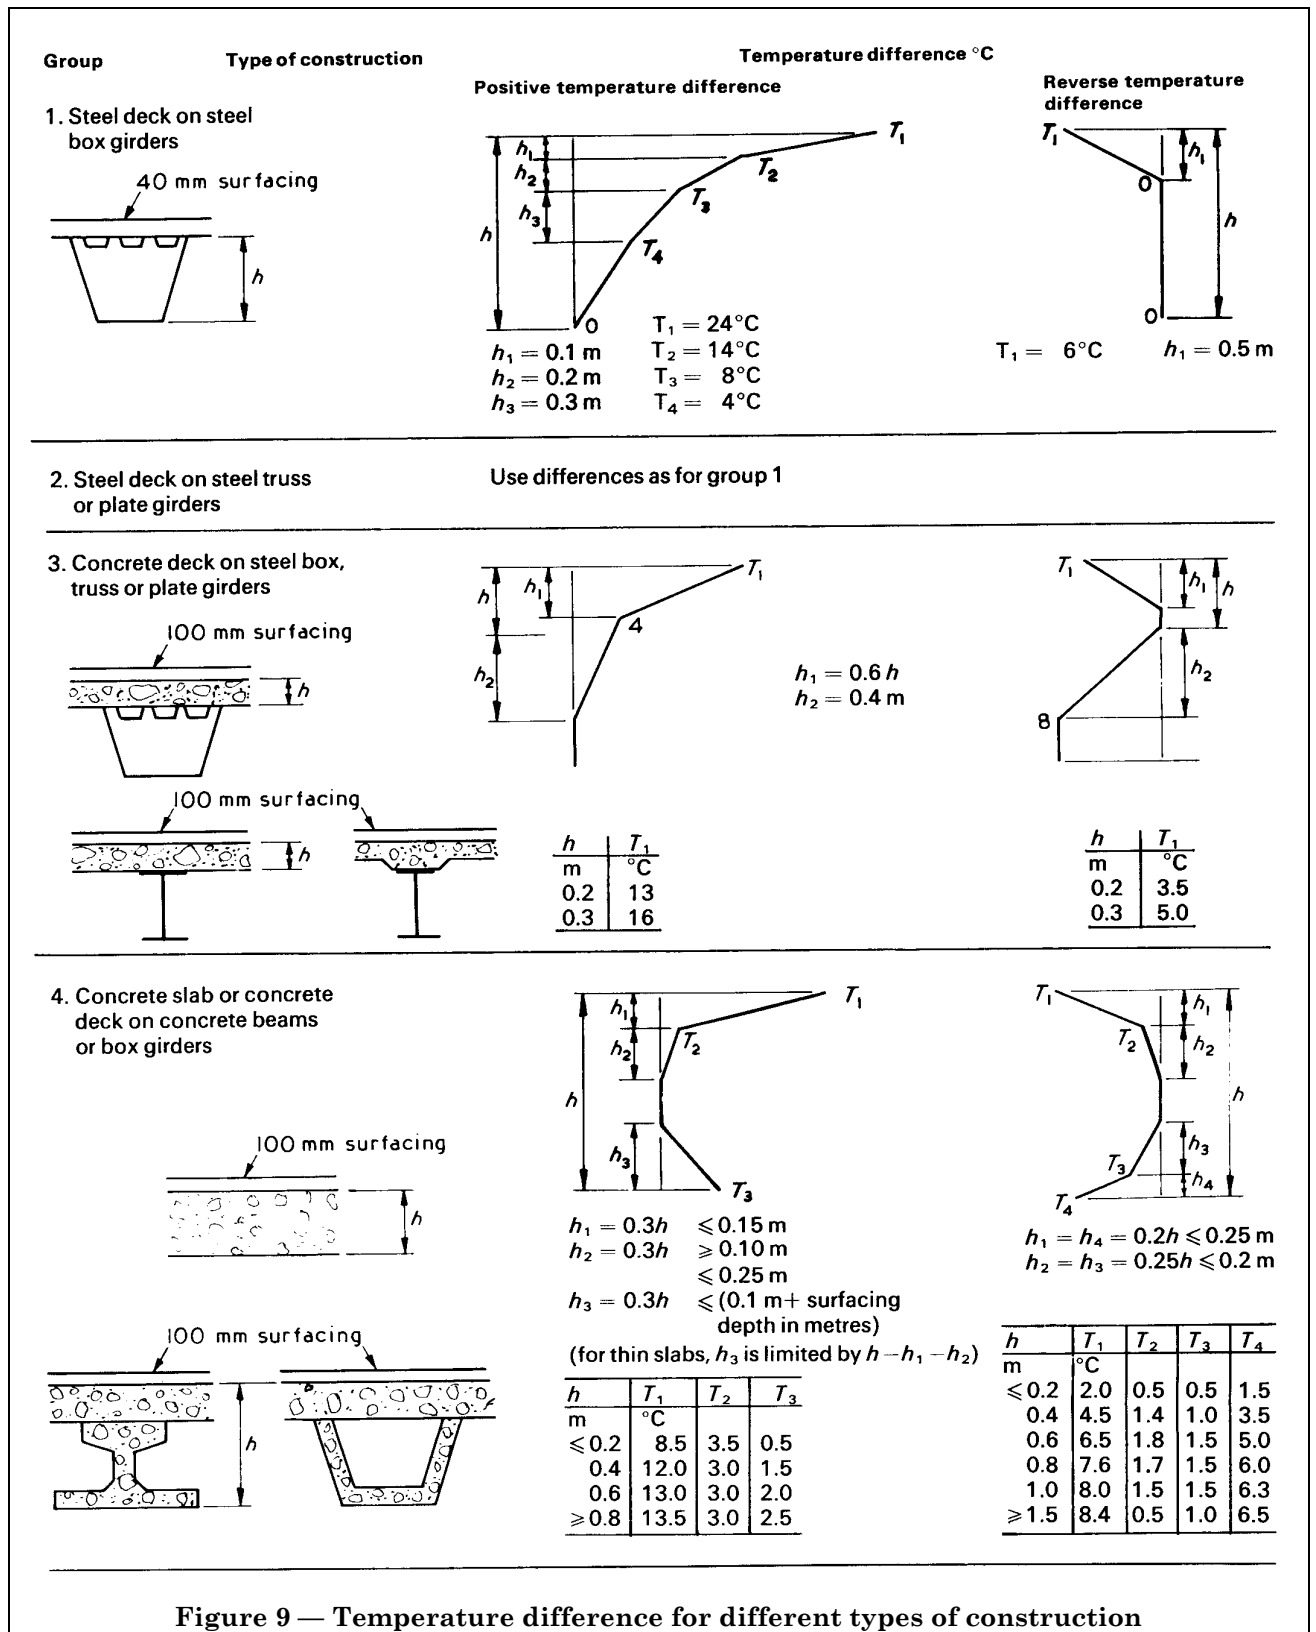 Group Type of construction Temperature difference °C
Positive temperature difference
Reverse temperature
difference
1. Steel deck on steel
box girders
40 mm surfacing
h
h₁
h₂
h₃
h
T₁
T₂
T₃
T₄
0
h₁ = 0.1 m T₁ = 24°C
h₂ = 0.2 m T₂ = 14°C
h₃ = 0.3 m T₃ = 8°C
T₄ = 4°C
T₁
h₁
0
h
0
T₁ = 6°C h₁ = 0.5 m
2. Steel deck on steel truss
or plate girders
Use differences as for group 1
3. Concrete deck on steel box,
truss or plate girders
100 mm surfacing
h
100 mm surfacing
h
h
h₁
T₁
4
h₂
h₁ = 0.6 h
h₂ = 0.4 m
h T₁
m °C
0.2 13
0.3 16
T₁
h₁
h
h₂
8
h T₁
m °C
0.2 3.5
0.3 5.0
4. Concrete slab or concrete
deck on concrete beams
or box girders
100 mm surfacing
h
100 mm surfacing
h
h₁
T₁
h₂
T₂
h
h₃
T₃
h₁ = 0.3h ⩽ 0.15 m
h₂ = 0.3h ⩾ 0.10 m
⩽ 0.25 m
h₃ = 0.3h ⩽ (0.1 m+ surfacing
depth in metres)
(for thin slabs, h₃ is limited by h – h₁ – h₂)
h T₁ T₂ T₃
m °C
⩽ 0.2 8.5 3.5 0.5
0.4 12.0 3.0 1.5
0.6 13.0 3.0 2.0
⩾ 0.8 13.5 3.0 2.5
T₁
h₁
T₂
h₂
h
h₃
T₃
h₄
T₄
h₁ = h₄ = 0.2h ⩽ 0.25 m
h₂ = h₃ = 0.25h ⩽ 0.2 m
h T₁ T₂ T₃ T₄
m °C
⩽ 0.2 2.0 0.5 0.5 1.5
0.4 4.5 1.4 1.0 3.5
0.6 6.5 1.8 1.5 5.0
0.8 7.6 1.7 1.5 6.0
1.0 8.0 1.5 1.5 6.3
⩾ 1.5 8.4 0.5 1.0 6.5
Figure 9 — Temperature difference for different types of construction